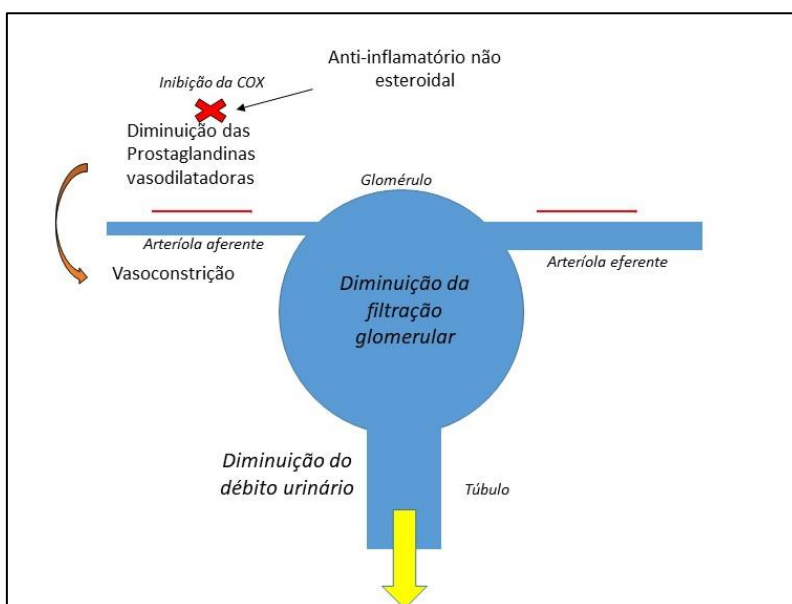 Anti-inflamatório não
esteroidal
Inibição da COX
Diminuição das
Prostaglandinas
vasodilatadoras
Glomérulo
Arteríola aferente
Arteríola eferente
Vasoconstrição
Diminuição da
filtração
glomerular
Diminuição do
débito urinário
Túbulo